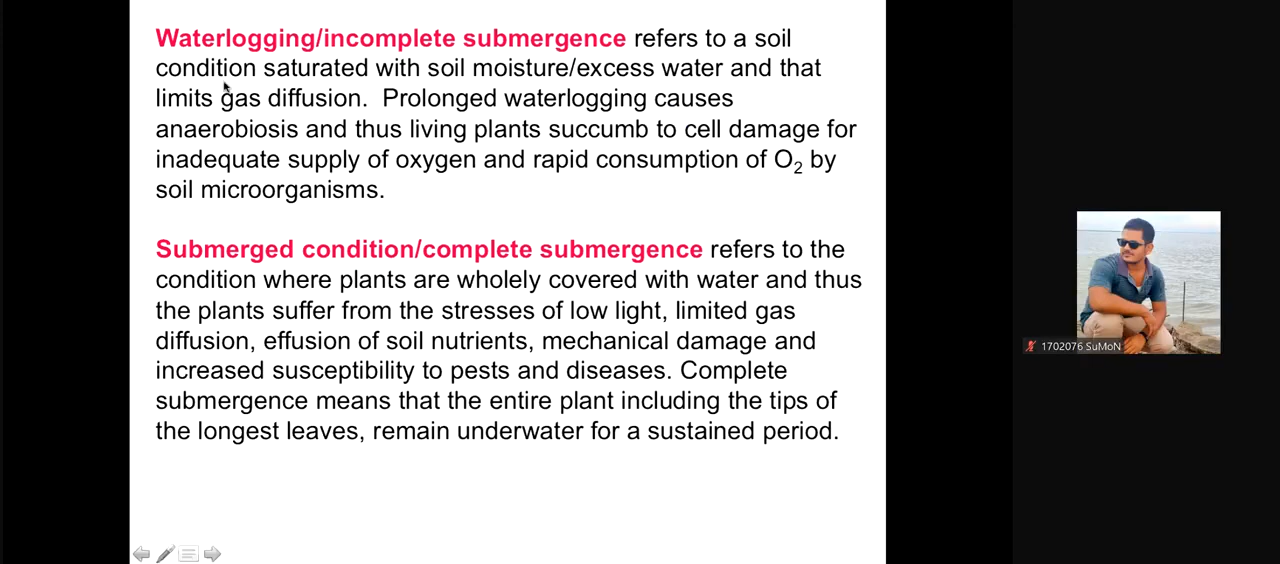 Waterlogging/incomplete submergence refers to a soil
condition saturated with soil moisture/excess water and that
limits gas diffusion.  Prolonged waterlogging causes
anaerobiosis and thus living plants succumb to cell damage for
inadequate supply of oxygen and rapid consumption of O₂ by
soil microorganisms.
Submerged condition/complete submergence refers to the
condition where plants are wholely covered with water and thus
the plants suffer from the stresses of low light, limited gas
diffusion, effusion of soil nutrients, mechanical damage and
increased susceptibility to pests and diseases. Complete
submergence means that the entire plant including the tips of
the longest leaves, remain underwater for a sustained period.
1702076 SuMoN